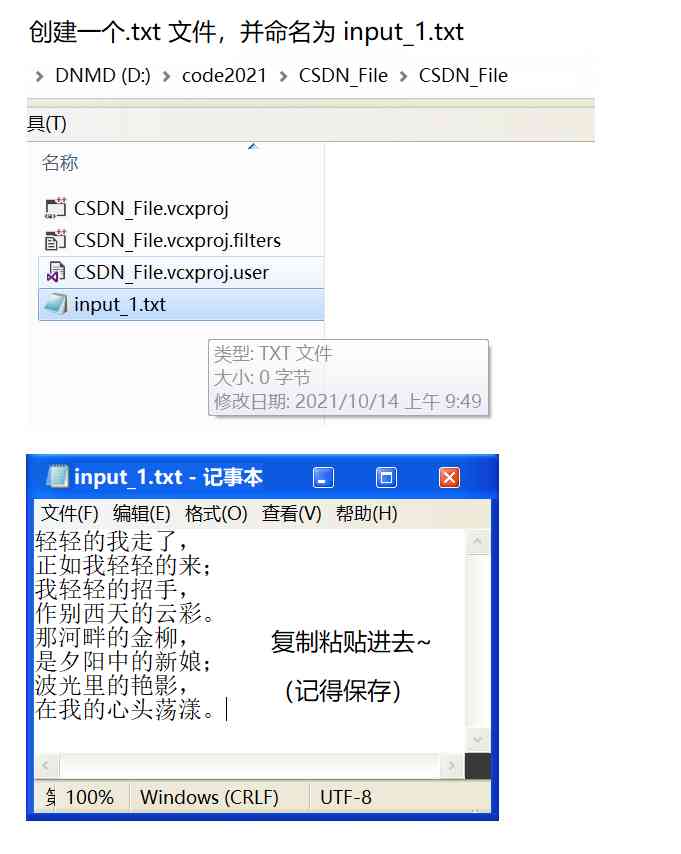 创建一个.txt 文件，并命名为 input_1.txt
DNMD (D:) > code2021 > CSDN_File > CSDN_File
具(T)
名称
CSDN_File.vcxproj
CSDN_File.vcxproj.filters
CSDN_File.vcxproj.user
input_1.txt
类型: TXT 文件
大小: 0 字节
修改日期: 2021/10/14 上午 9:49
input_1.txt - 记事本
文件(F) 编辑(E) 格式(O) 查看(V) 帮助(H)
轻轻的我走了，
正如我轻轻的来；
我轻轻的招手，
作别西天的云彩。
那河畔的金柳，
是夕阳中的新娘；
波光里的艳影，
在我的心头荡漾。
复制粘贴进去~
（记得保存）
100% Windows (CRLF) UTF-8